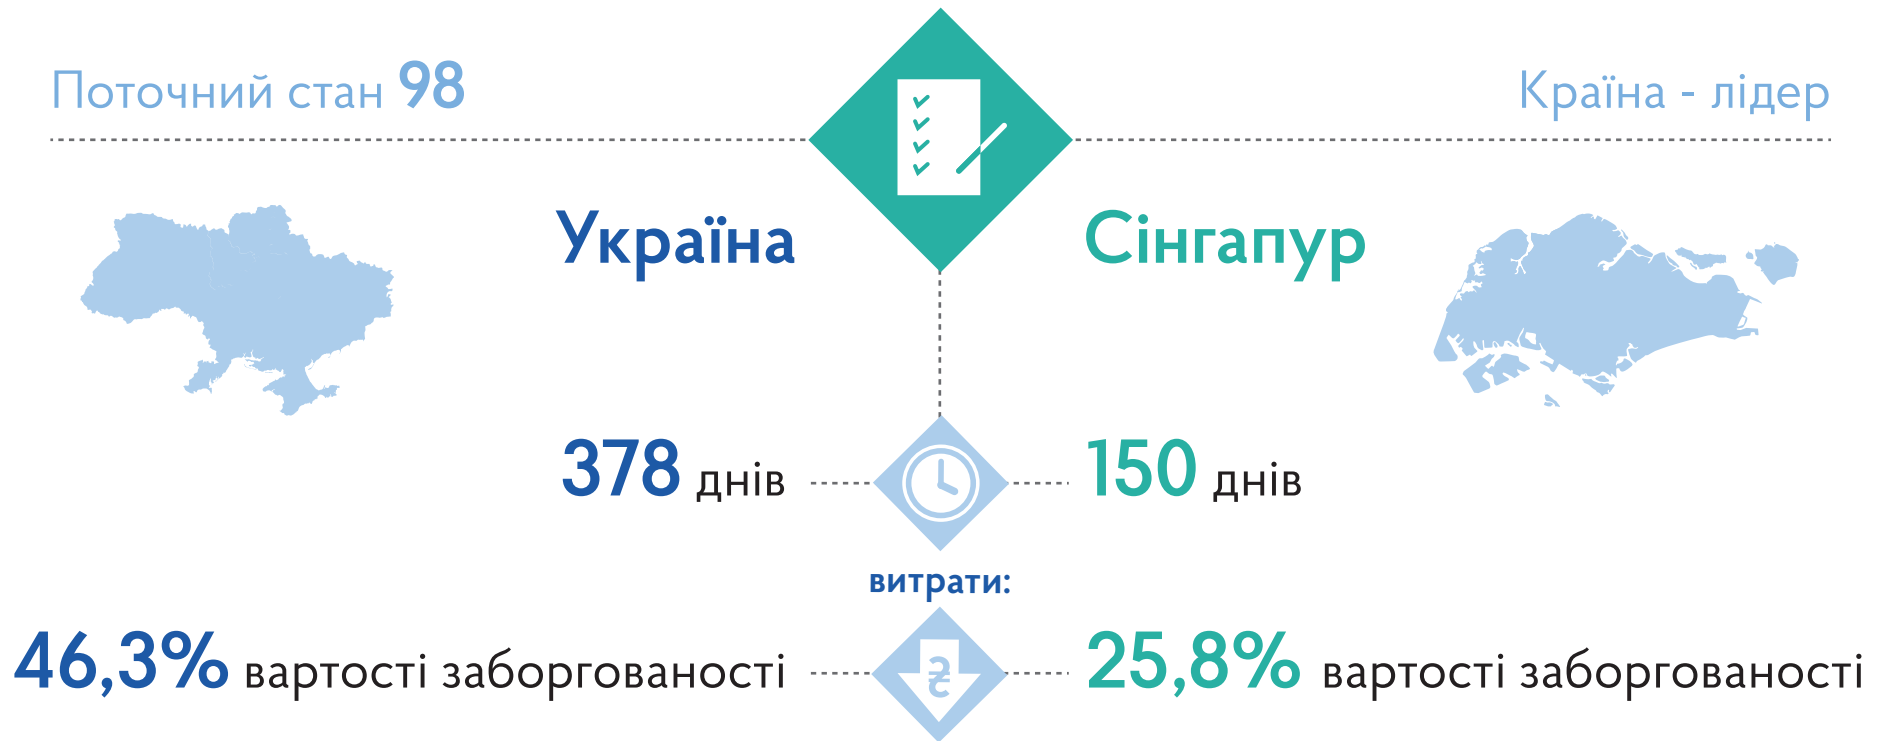 Поточний стан 98
Країна - лідер
Україна
Сінгапур
378 днів
150 днів
витрати:
46,3% вартості заборгованості
₴
25,8% вартості заборгованості